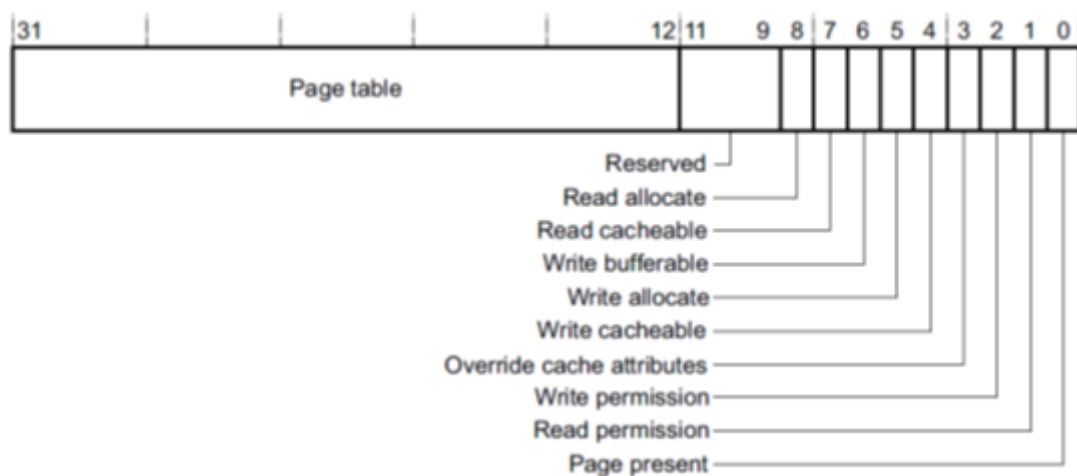 31 12 11 9 8 7 6 5 4 3 2 1 0
Page table
Reserved
Read allocate
Read cacheable
Write bufferable
Write allocate
Write cacheable
Override cache attributes
Write permission
Read permission
Page present